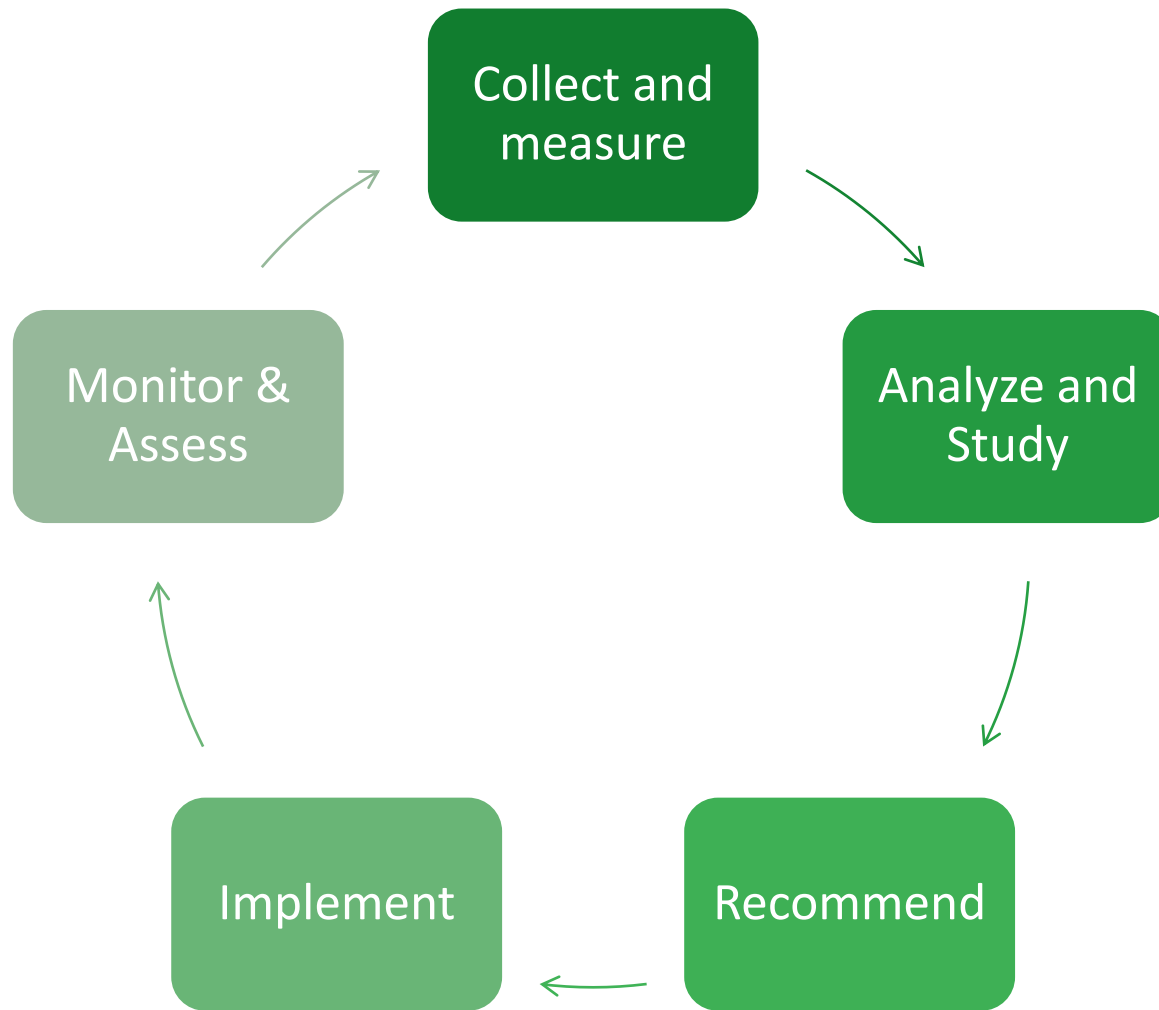 Collect and
measure
Analyze and
Study
Recommend
Implement
Monitor &
Assess